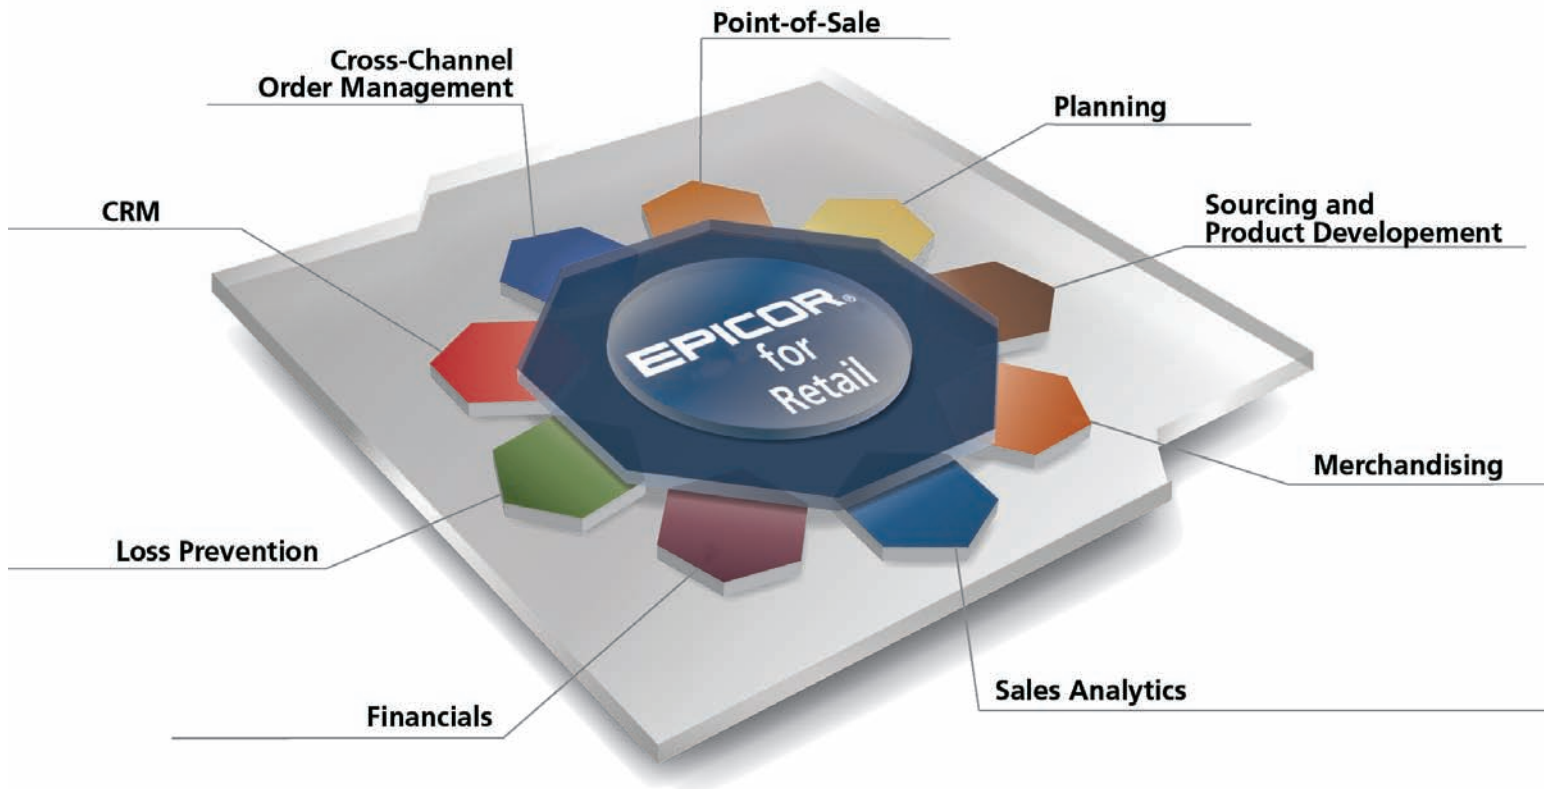 Point-of-Sale
Cross-Channel
Order Management
Planning
CRM
Sourcing and
Product Developement
EPICOR®
for
Retail
Merchandising
Loss Prevention
Sales Analytics
Financials